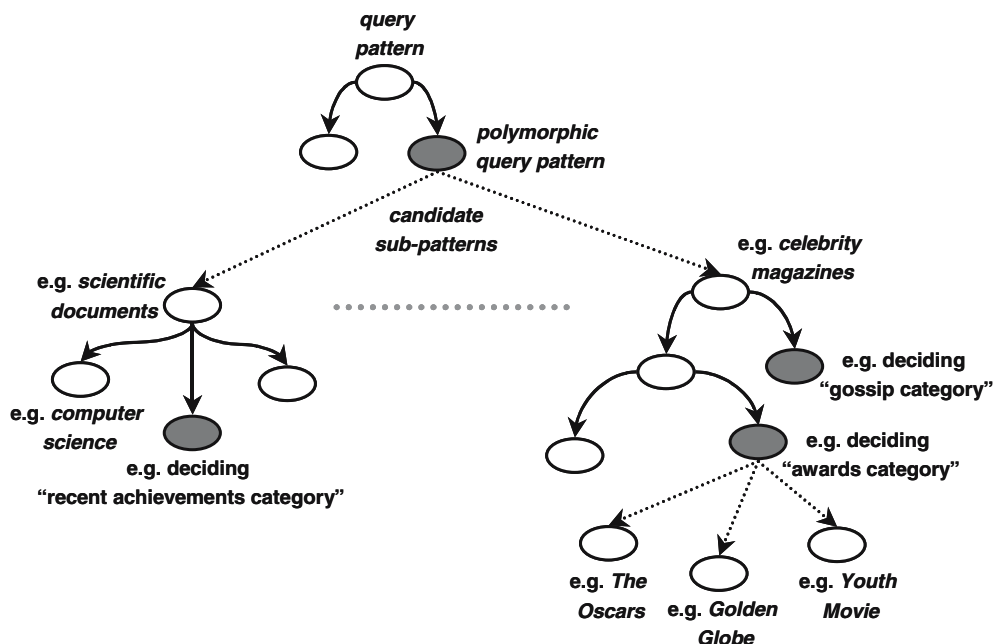 query
pattern
polymorphic
query pattern
candidate
sub-patterns
e.g. scientific
documents
e.g. celebrity
magazines
e.g. computer
science
e.g. deciding
"recent achievements category"
e.g. deciding
"gossip category"
e.g. deciding
"awards category"
e.g. The
Oscars
e.g. Golden
Globe
e.g. Youth
Movie